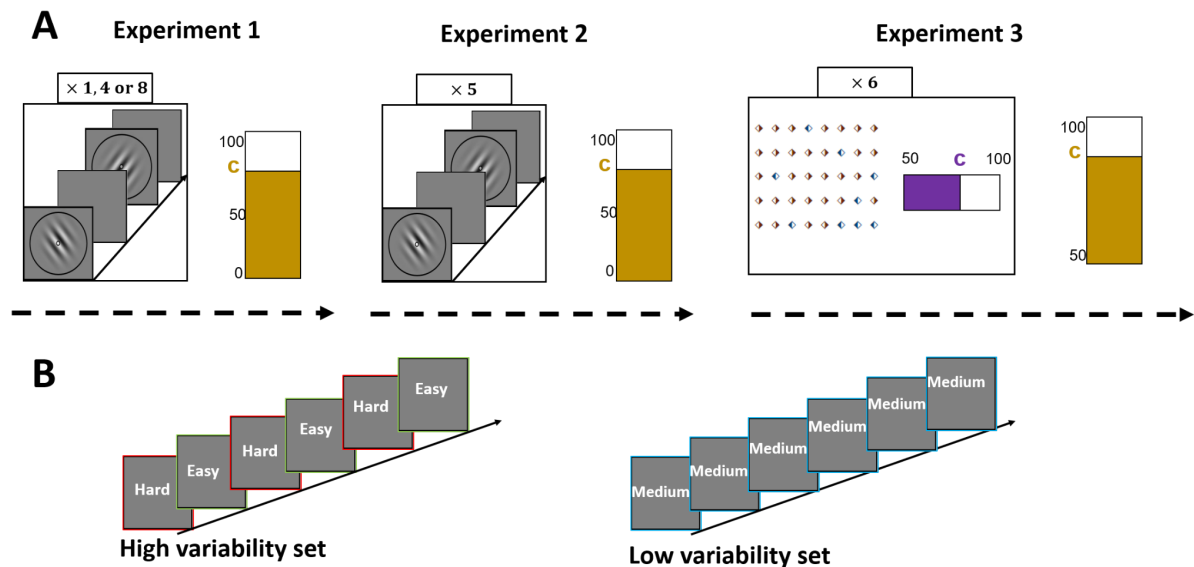 A
Experiment 1
Experiment 2
Experiment 3
× 1, 4 or 8
× 5
× 6
100
C
50
0
100
C
50
0
50 C 100
100
C
50
B
Hard
Easy
Hard
Easy
Hard
Easy
High variability set
Medium
Medium
Medium
Medium
Medium
Medium
Low variability set